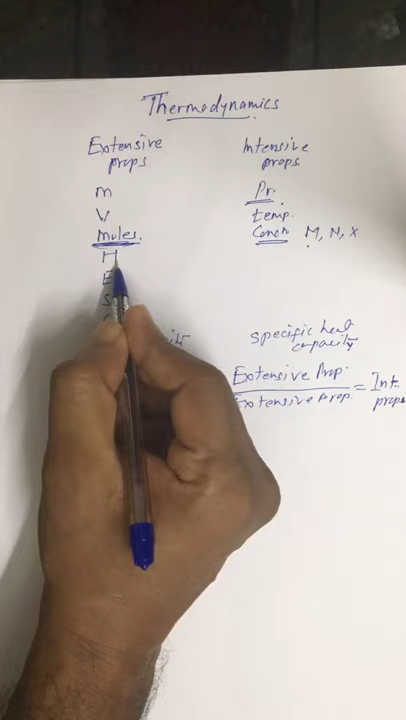 Thermodynamics
Extensive
props
m
V
moles.
H
E
S
Intensive
props
Pr.
temp.
Concn M, N, X
specific heat
capacity
Extensive Prop.
Extensive Prop. = Int.
props